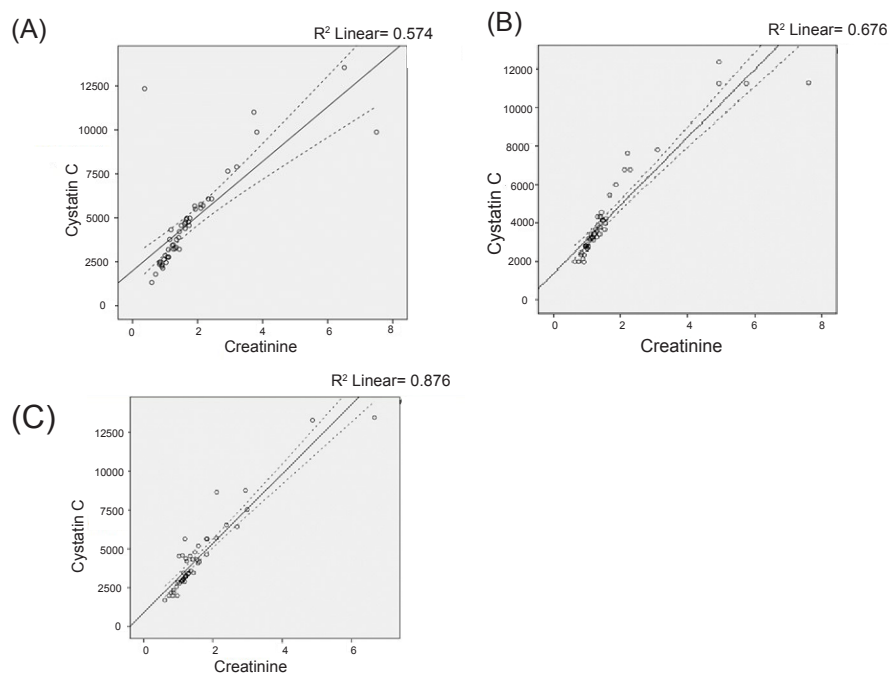 (A)
R² Linear= 0.574
12500
10000
7500
5000
2500
0
Cystatin C
0 2 4 6 8
Creatinine
(B)
R² Linear= 0.676
12000
10000
8000
6000
4000
2000
0
Cystatin C
0 2 4 6 8
Creatinine
(C)
R² Linear= 0.876
12500
10000
7500
5000
2500
0
Cystatin C
0 2 4 6
Creatinine